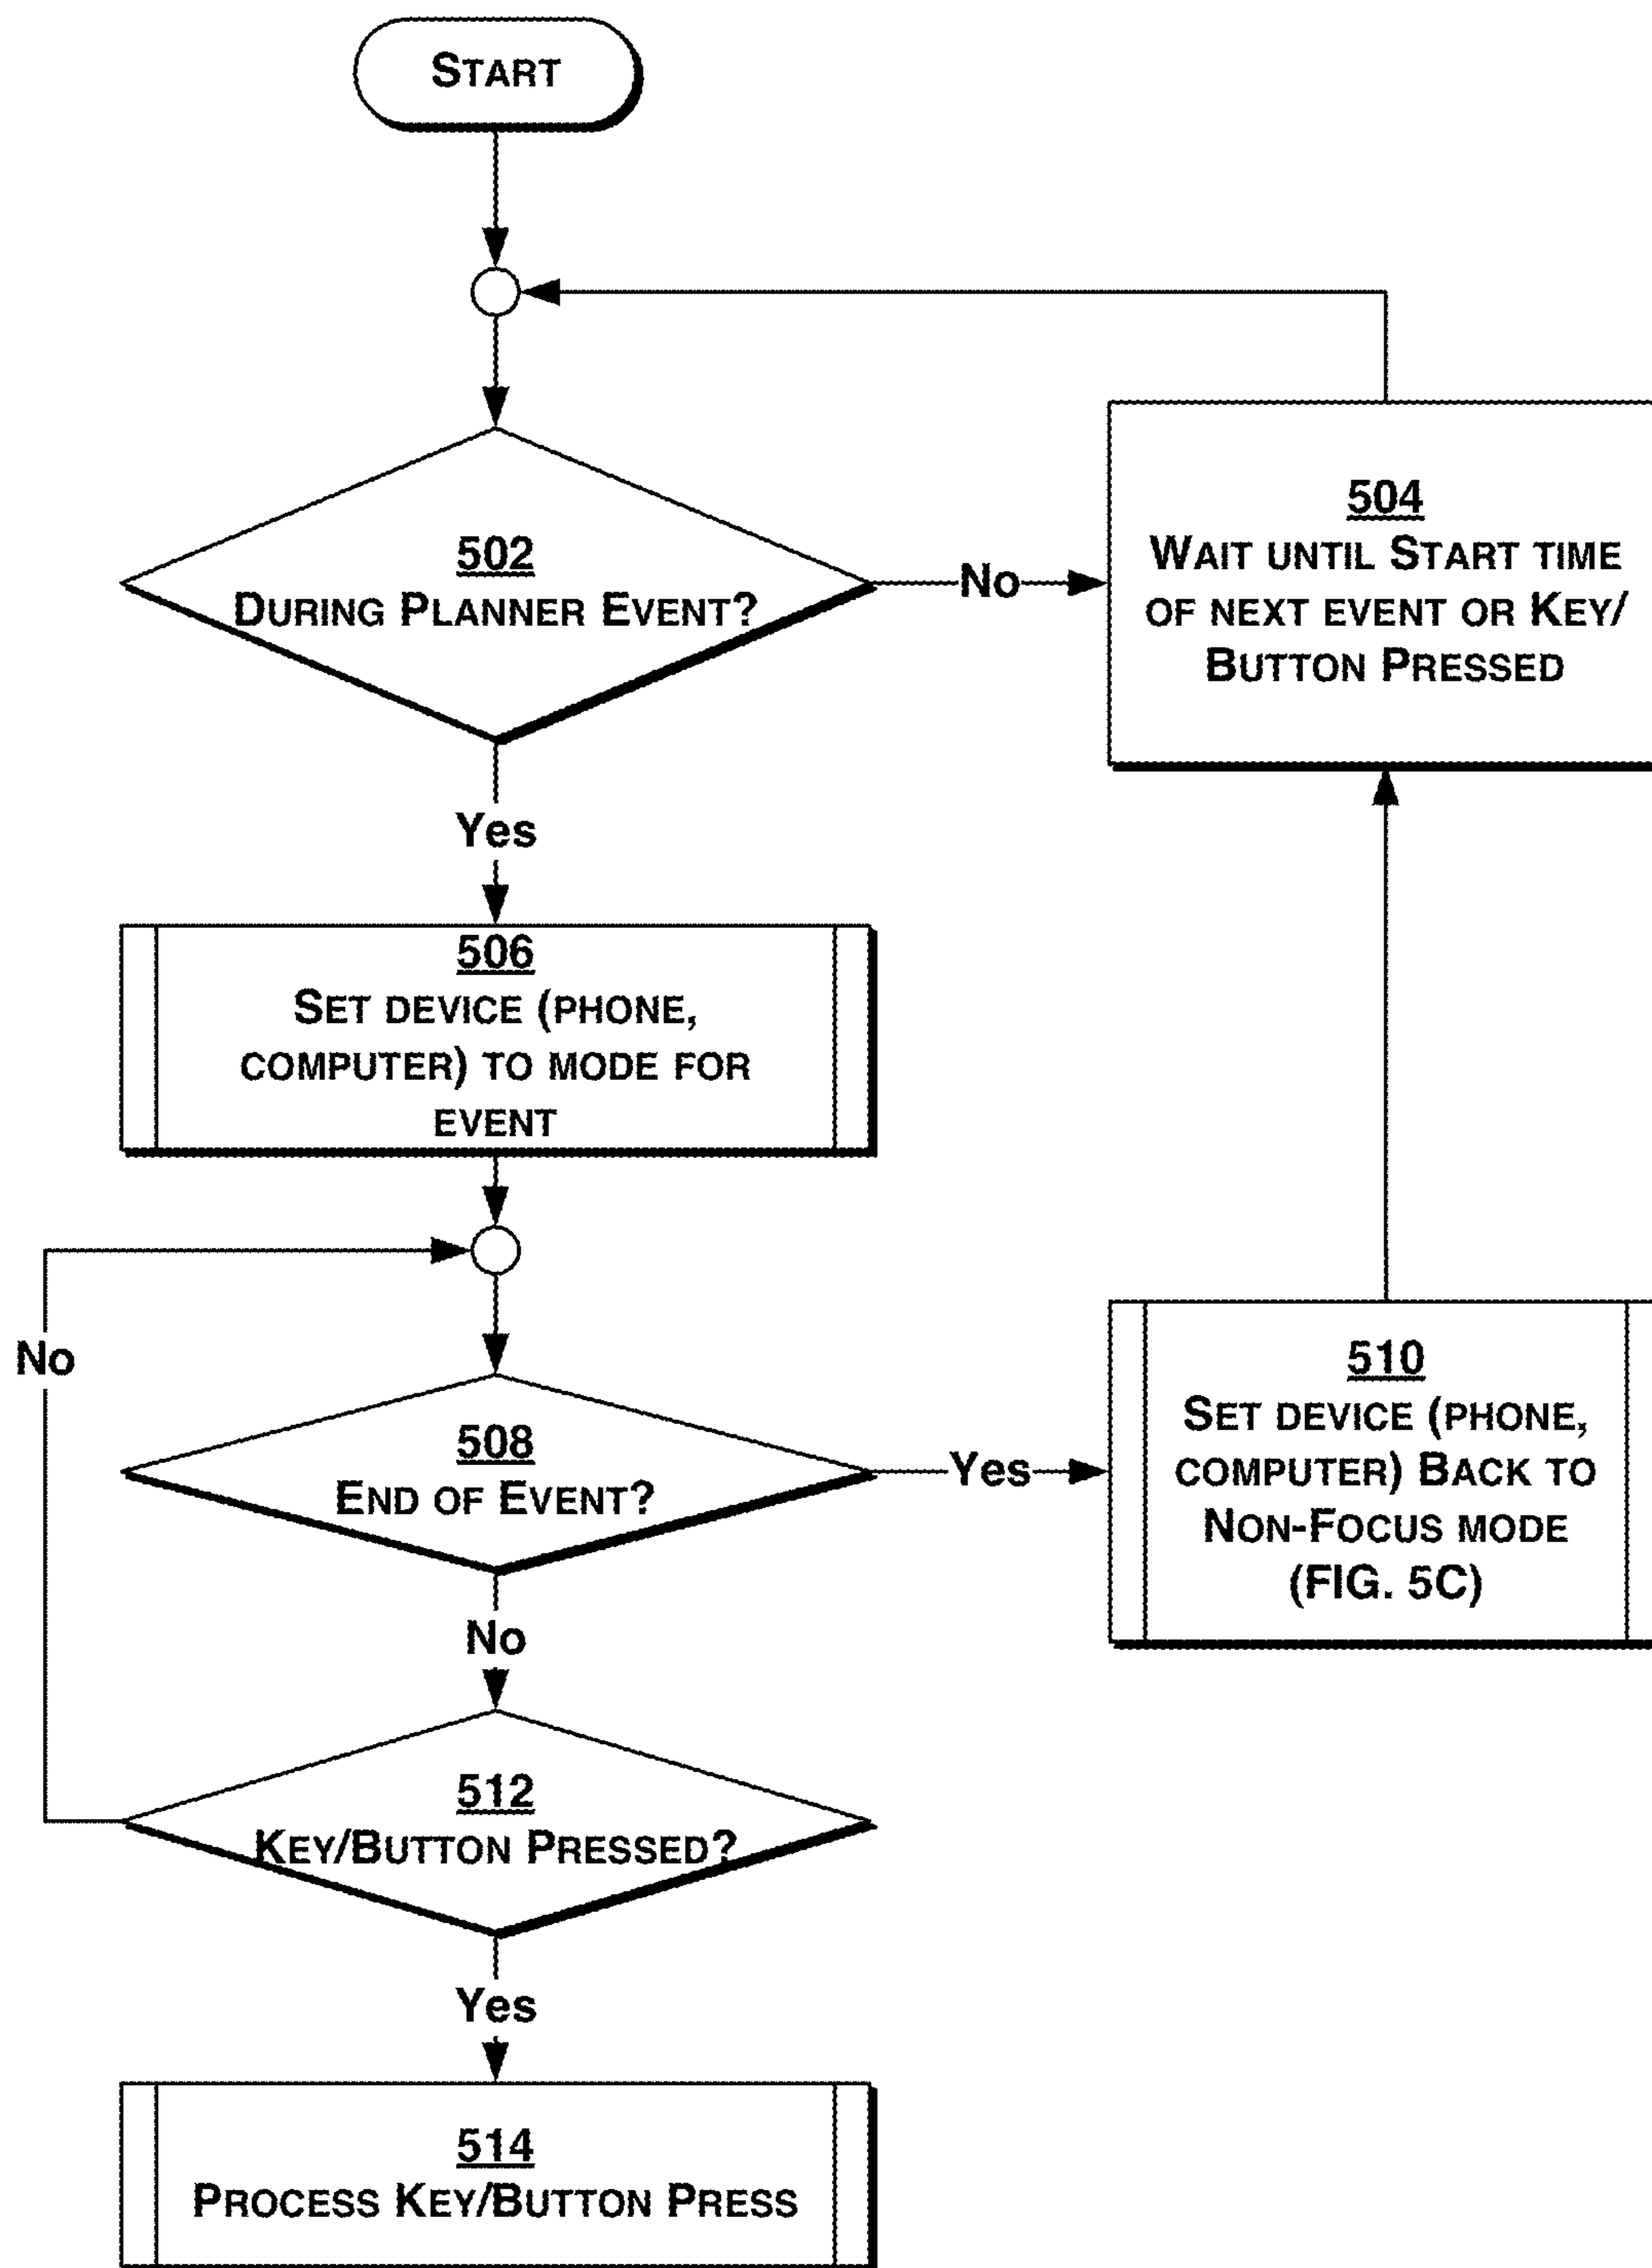 START
502
DURING PLANNER EVENT?
No
504
WAIT UNTIL START TIME
OF NEXT EVENT OR KEY/
BUTTON PRESSED
Yes
506
SET DEVICE (PHONE,
COMPUTER) TO MODE FOR
EVENT
No
508
END OF EVENT?
Yes
510
SET DEVICE (PHONE,
COMPUTER) BACK TO
NON-FOCUS MODE
(FIG. 5C)
No
512
KEY/BUTTON PRESSED?
Yes
514
PROCESS KEY/BUTTON PRESS